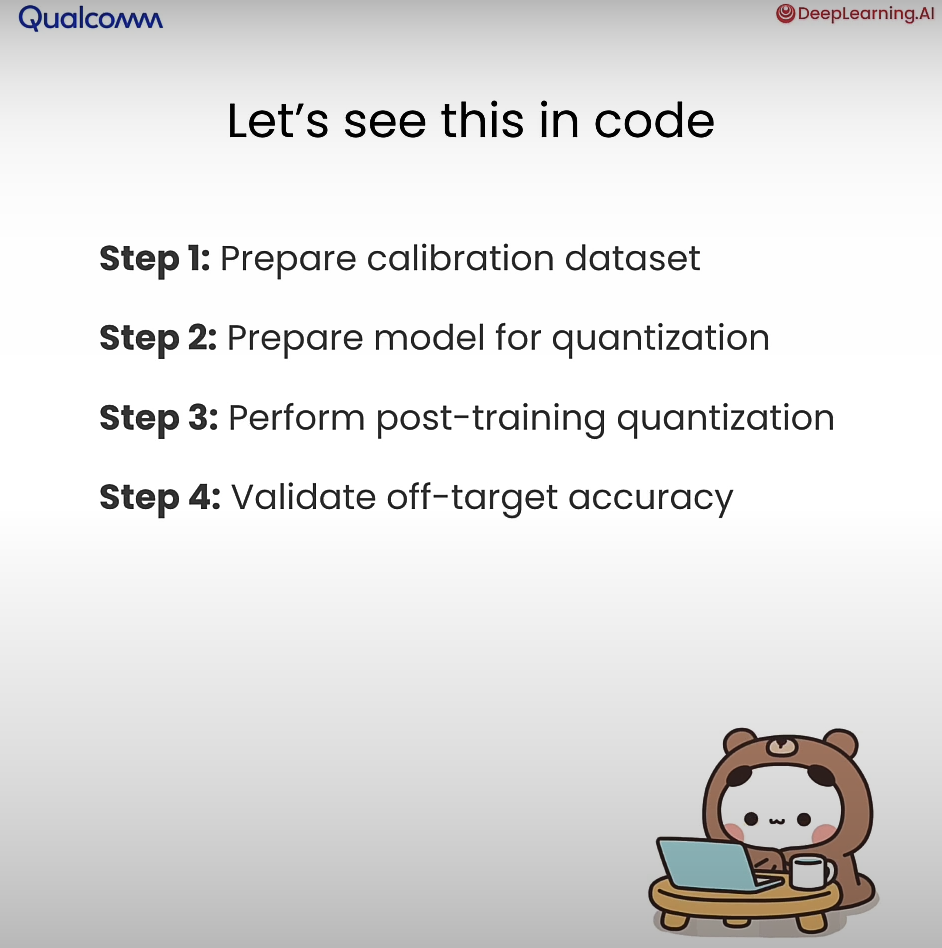 Qualcomm
DeepLearning.AI
Let's see this in code
Step 1: Prepare calibration dataset
Step 2: Prepare model for quantization
Step 3: Perform post-training quantization
Step 4: Validate off-target accuracy